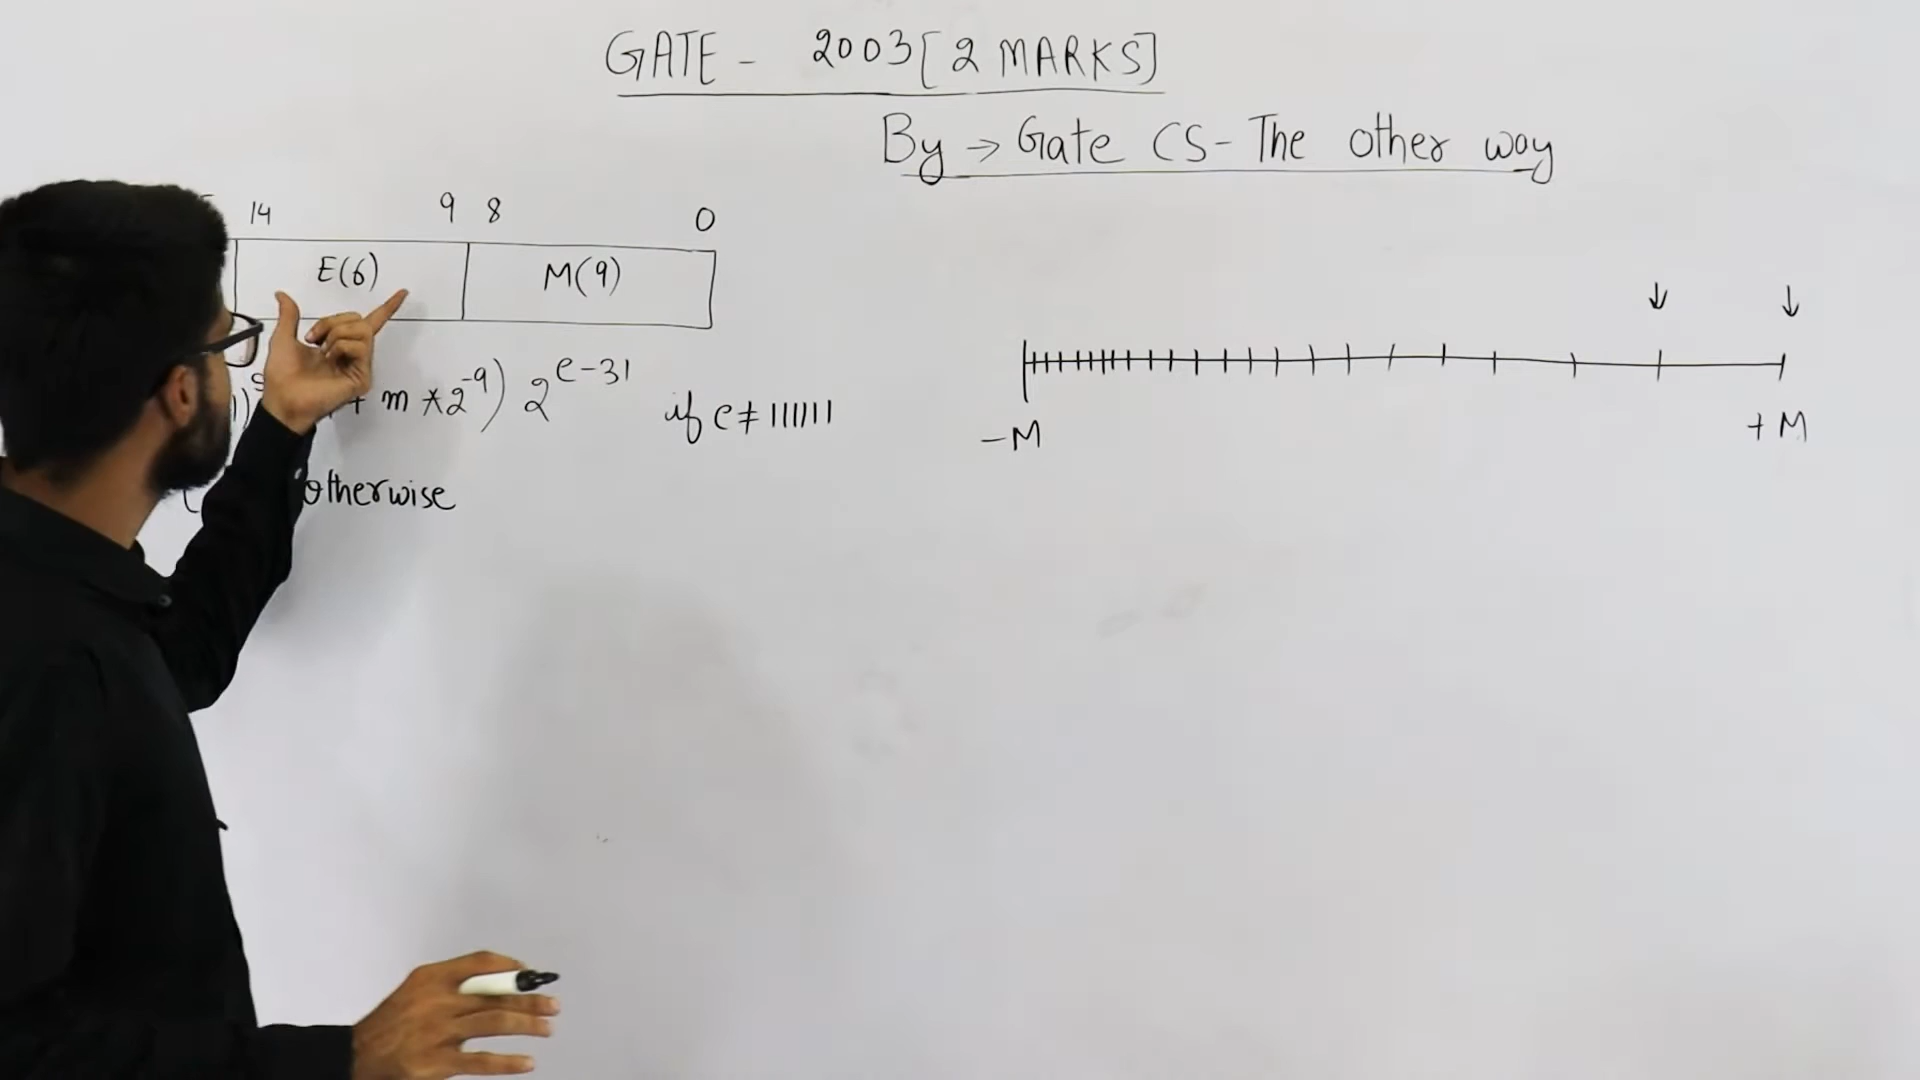 GATE - 2003 [2 MARKS]
By → Gate CS - The other way
14 9 8 0
E(6) M(9)
m * 2^-9) 2^e-31 if e ≠ 111111
otherwise
-M +M